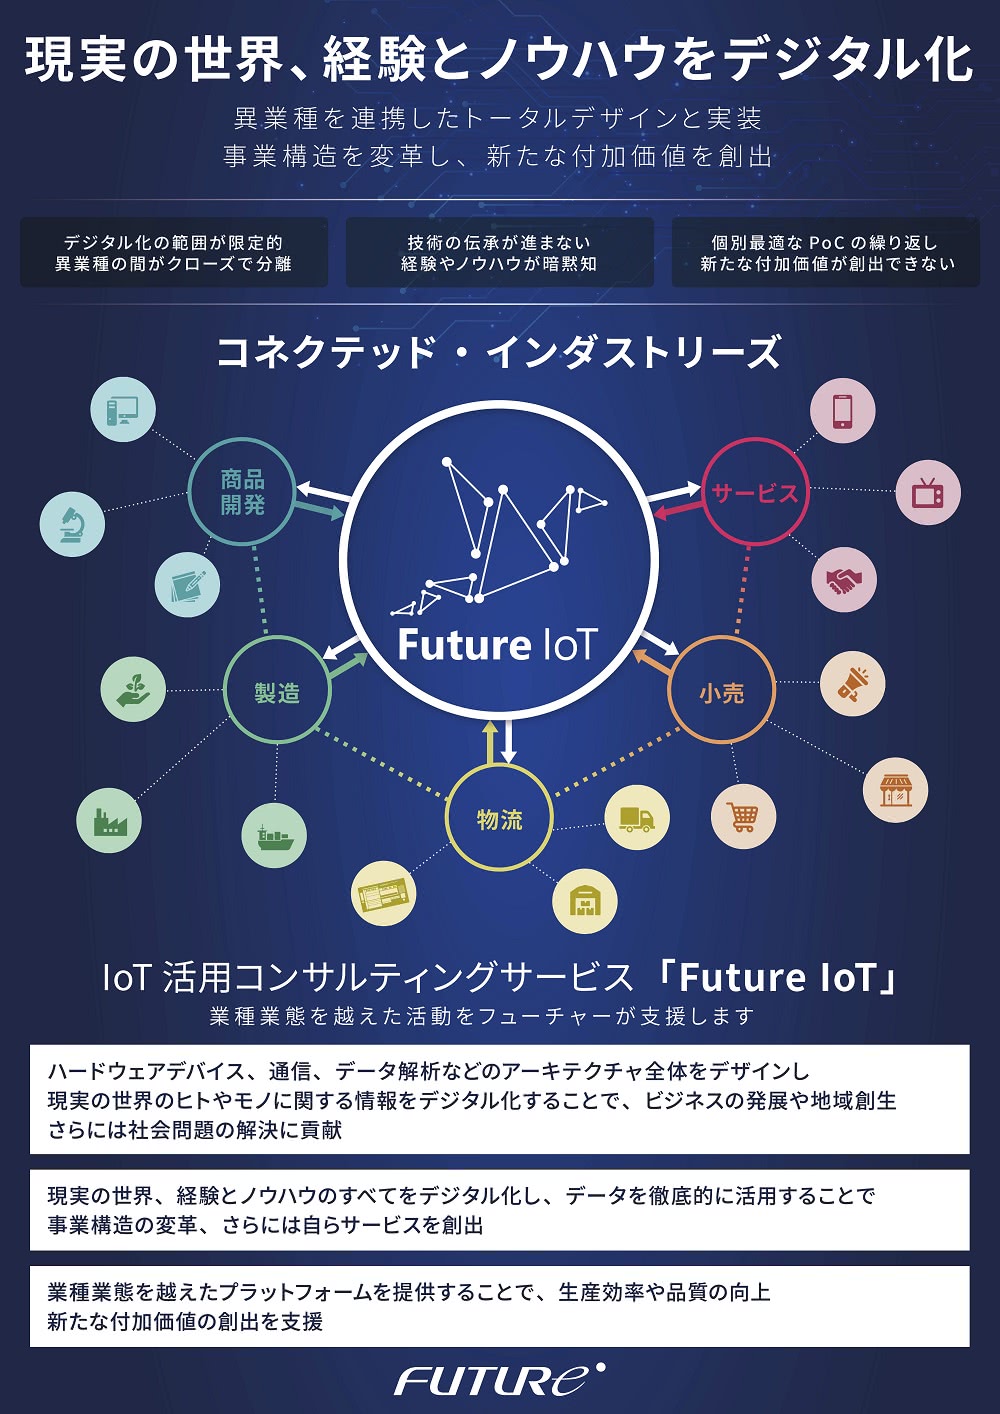 現実の世界、経験とノウハウをデジタル化
異業種を連携したトータルデザインと実装
事業構造を変革し、新たな付加価値を創出
デジタル化の範囲が限定的
異業種の間がクローズで分離
技術の伝承が進まない
経験やノウハウが暗黙知
個別最適な PoC の繰り返し
新たな付加価値が創出できない
コネクテッド・インダストリーズ
商品
開発
サービス
Future IoT
製造
小売
物流
IoT 活用コンサルティングサービス「Future IoT」
業種業態を越えた活動をフューチャーが支援します
ハードウェアデバイス、通信、データ解析などのアーキテクチャ全体をデザインし
現実の世界のヒトやモノに関する情報をデジタル化することで、ビジネスの発展や地域創生
さらには社会問題の解決に貢献
現実の世界、経験とノウハウのすべてをデジタル化し、データを徹底的に活用することで
事業構造の変革、さらには自らサービスを創出
業種業態を越えたプラットフォームを提供することで、生産効率や品質の向上
新たな付加価値の創出を支援
FUTURe